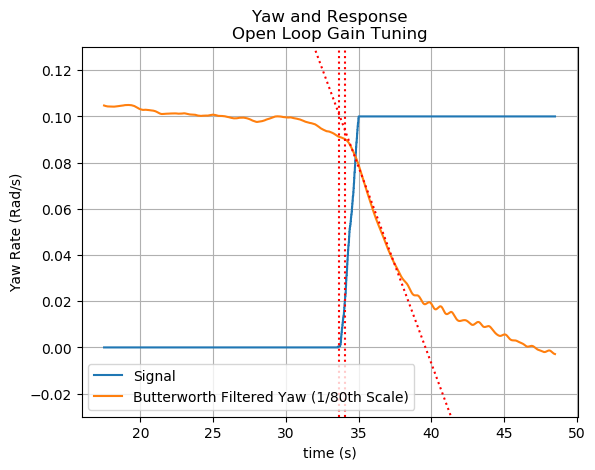 Yaw and Response
Open Loop Gain Tuning
0.12
0.10
0.08
0.06
0.04
0.02
0.00
−0.02
Yaw Rate (Rad/s)
Signal
Butterworth Filtered Yaw (1/80th Scale)
20 25 30 35 40 45 50
time (s)